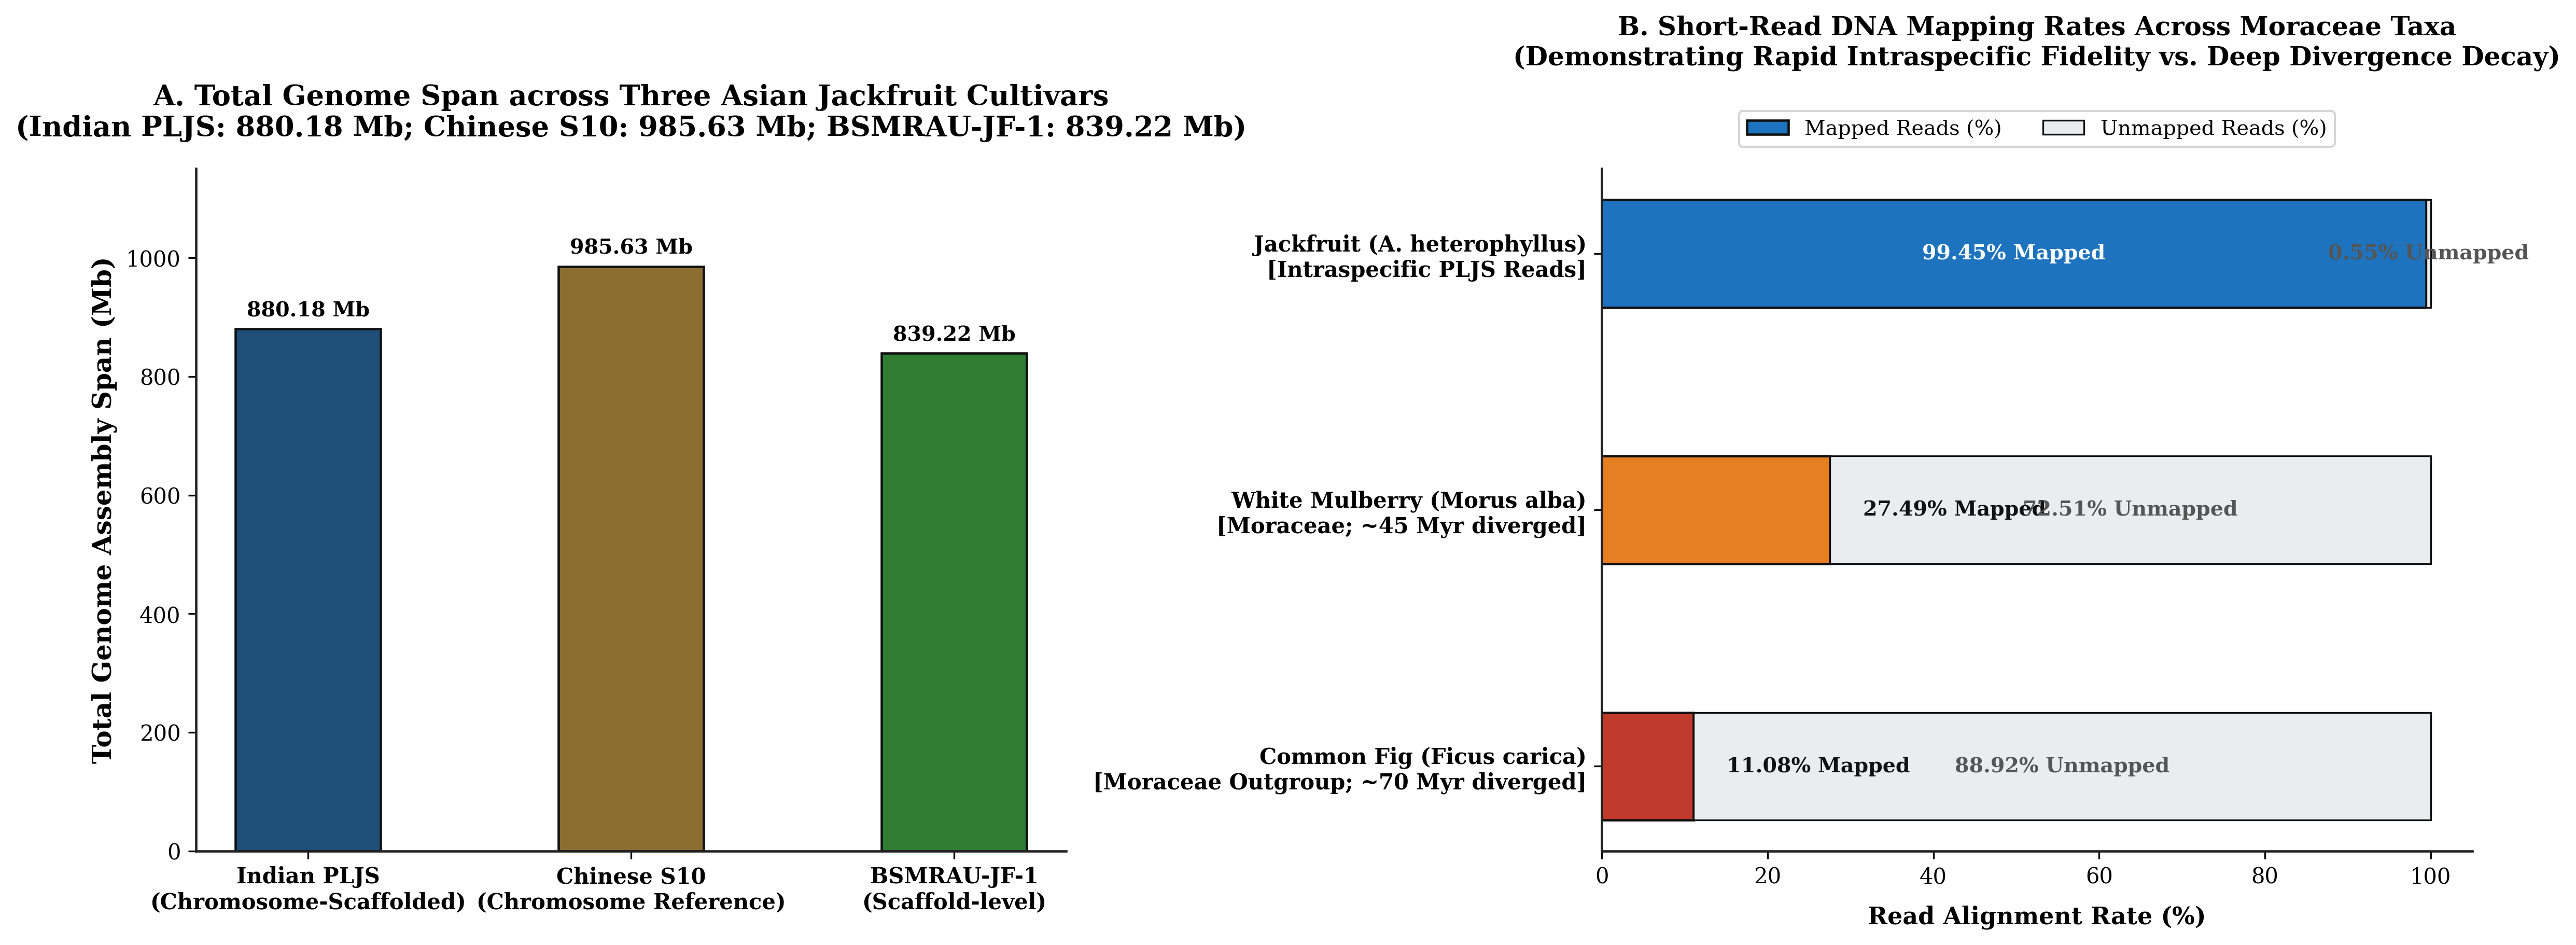 A. Total Genome Span across Three Asian Jackfruit Cultivars
(Indian PLJS: 880.18 Mb; Chinese S10: 985.63 Mb; BSMRAU-JF-1: 839.22 Mb)
Total Genome Assembly Span (Mb)
1000
800
600
400
200
0
880.18 Mb
985.63 Mb
839.22 Mb
Indian PLJS
(Chromosome-Scaffolded)
Chinese S10
(Chromosome Reference)
BSMRAU-JF-1
(Scaffold-level)
B. Short-Read DNA Mapping Rates Across Moraceae Taxa
(Demonstrating Rapid Intraspecific Fidelity vs. Deep Divergence Decay)
Mapped Reads (%)
Unmapped Reads (%)
Jackfruit (A. heterophyllus)
[Intraspecific PLJS Reads]
99.45% Mapped
0.55% Unmapped
White Mulberry (Morus alba)
[Moraceae; ~45 Myr diverged]
27.49% Mapped
72.51% Unmapped
Common Fig (Ficus carica)
[Moraceae Outgroup; ~70 Myr diverged]
11.08% Mapped
88.92% Unmapped
0
20
40
60
80
100
Read Alignment Rate (%)